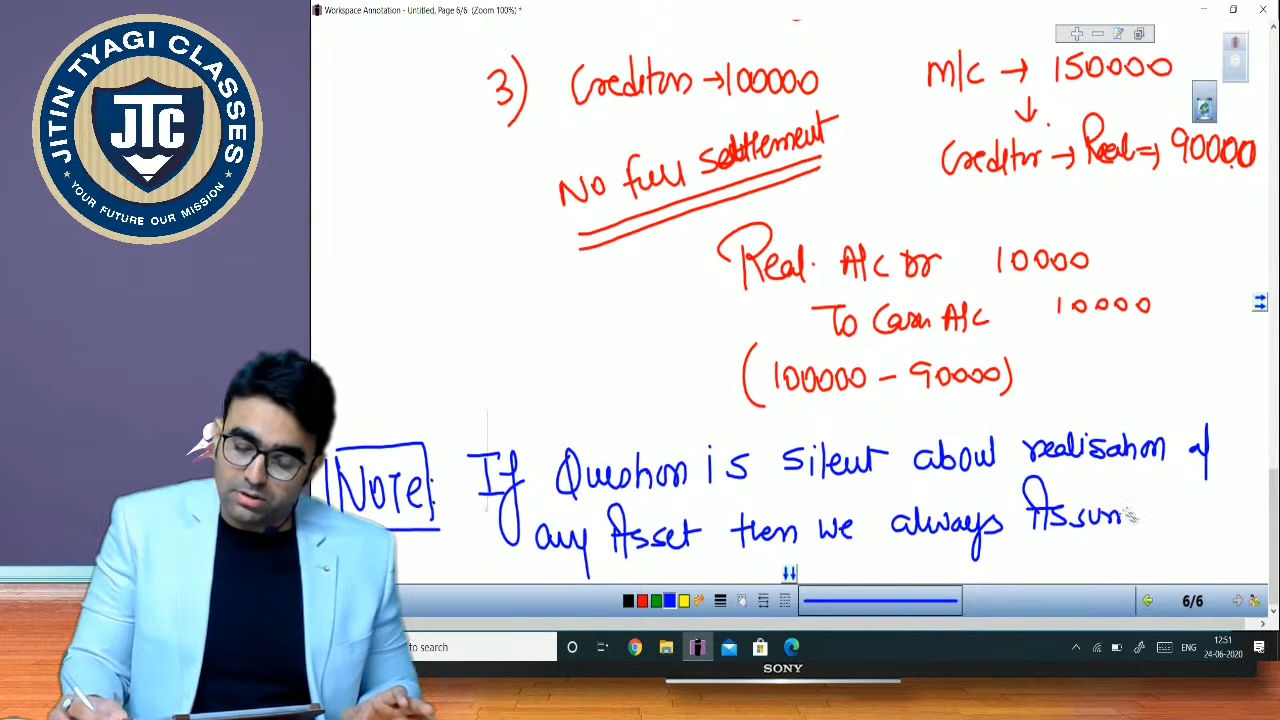 Workspace Annotation - Untitled, Page 6/6 (Zoom 100%) *
JITIN TYAGI CLASSES
JTC
YOUR FUTURE OUR MISSION
3) Creditors → 100000
M/C → 150000
↓
Creditor → Real ⇒ 90000
No full settlement
Real. A/C Dr 10000
To Cash A/C 10000
(100000 - 90000)
Note: If Question is silent about realisation of
any Asset then we always Assum
6/6
to search
ENG
12:51
24-06-2020
SONY